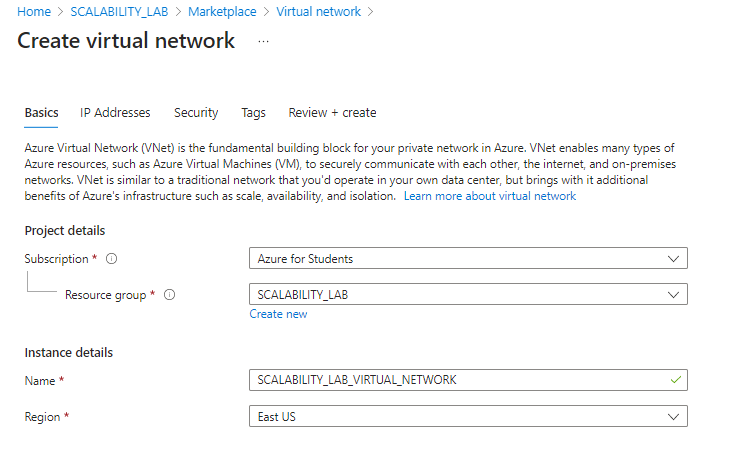 Home > SCALABILITY_LAB > Marketplace > Virtual network >
Create virtual network ...
Basics IP Addresses Security Tags Review + create
Azure Virtual Network (VNet) is the fundamental building block for your private network in Azure. VNet enables many types of
Azure resources, such as Azure Virtual Machines (VM), to securely communicate with each other, the internet, and on-premises
networks. VNet is similar to a traditional network that you'd operate in your own data center, but brings with it additional
benefits of Azure's infrastructure such as scale, availability, and isolation. Learn more about virtual network
Project details
Subscription * Azure for Students
Resource group * SCALABILITY_LAB
Create new
Instance details
Name * SCALABILITY_LAB_VIRTUAL_NETWORK
Region * East US